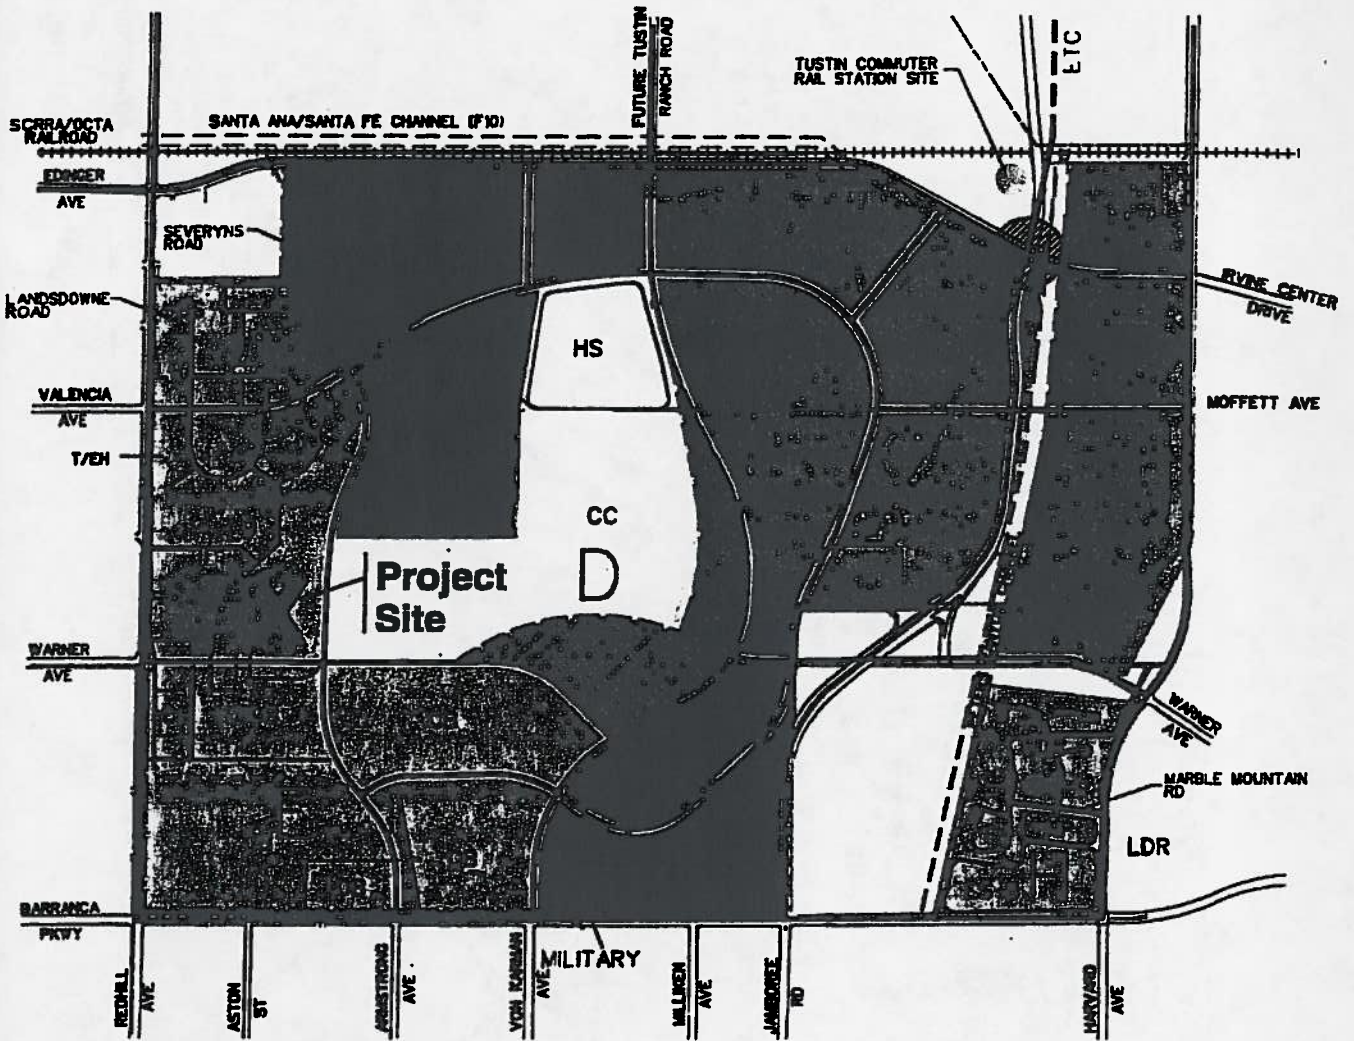 FUTURE TUSTIN
RANCH ROAD
ETC
TUSTIN COMMUTER
RAIL STATION SITE
SCRRA/OCTA
RAILROAD
SANTA ANA/SANTA FE CHANNEL (F10)
EDINGER
AVE
SEVERYNS
ROAD
LANDSDOWNE
ROAD
IRVINE CENTER
DRIVE
HS
VALENCIA
AVE
MOFFETT AVE
T/EH
CC
D
Project
Site
WARNER
AVE
WARNER
AVE
MARBLE MOUNTAIN
RD
LDR
BARRANCA
PKWY
MILITARY
REDHILL
AVE
ASTON
ST
ARMSTRONG
AVE
VON KARMAN
AVE
MILLIKEN
AVE
JAMBOREE
RD
HARVARD
AVE